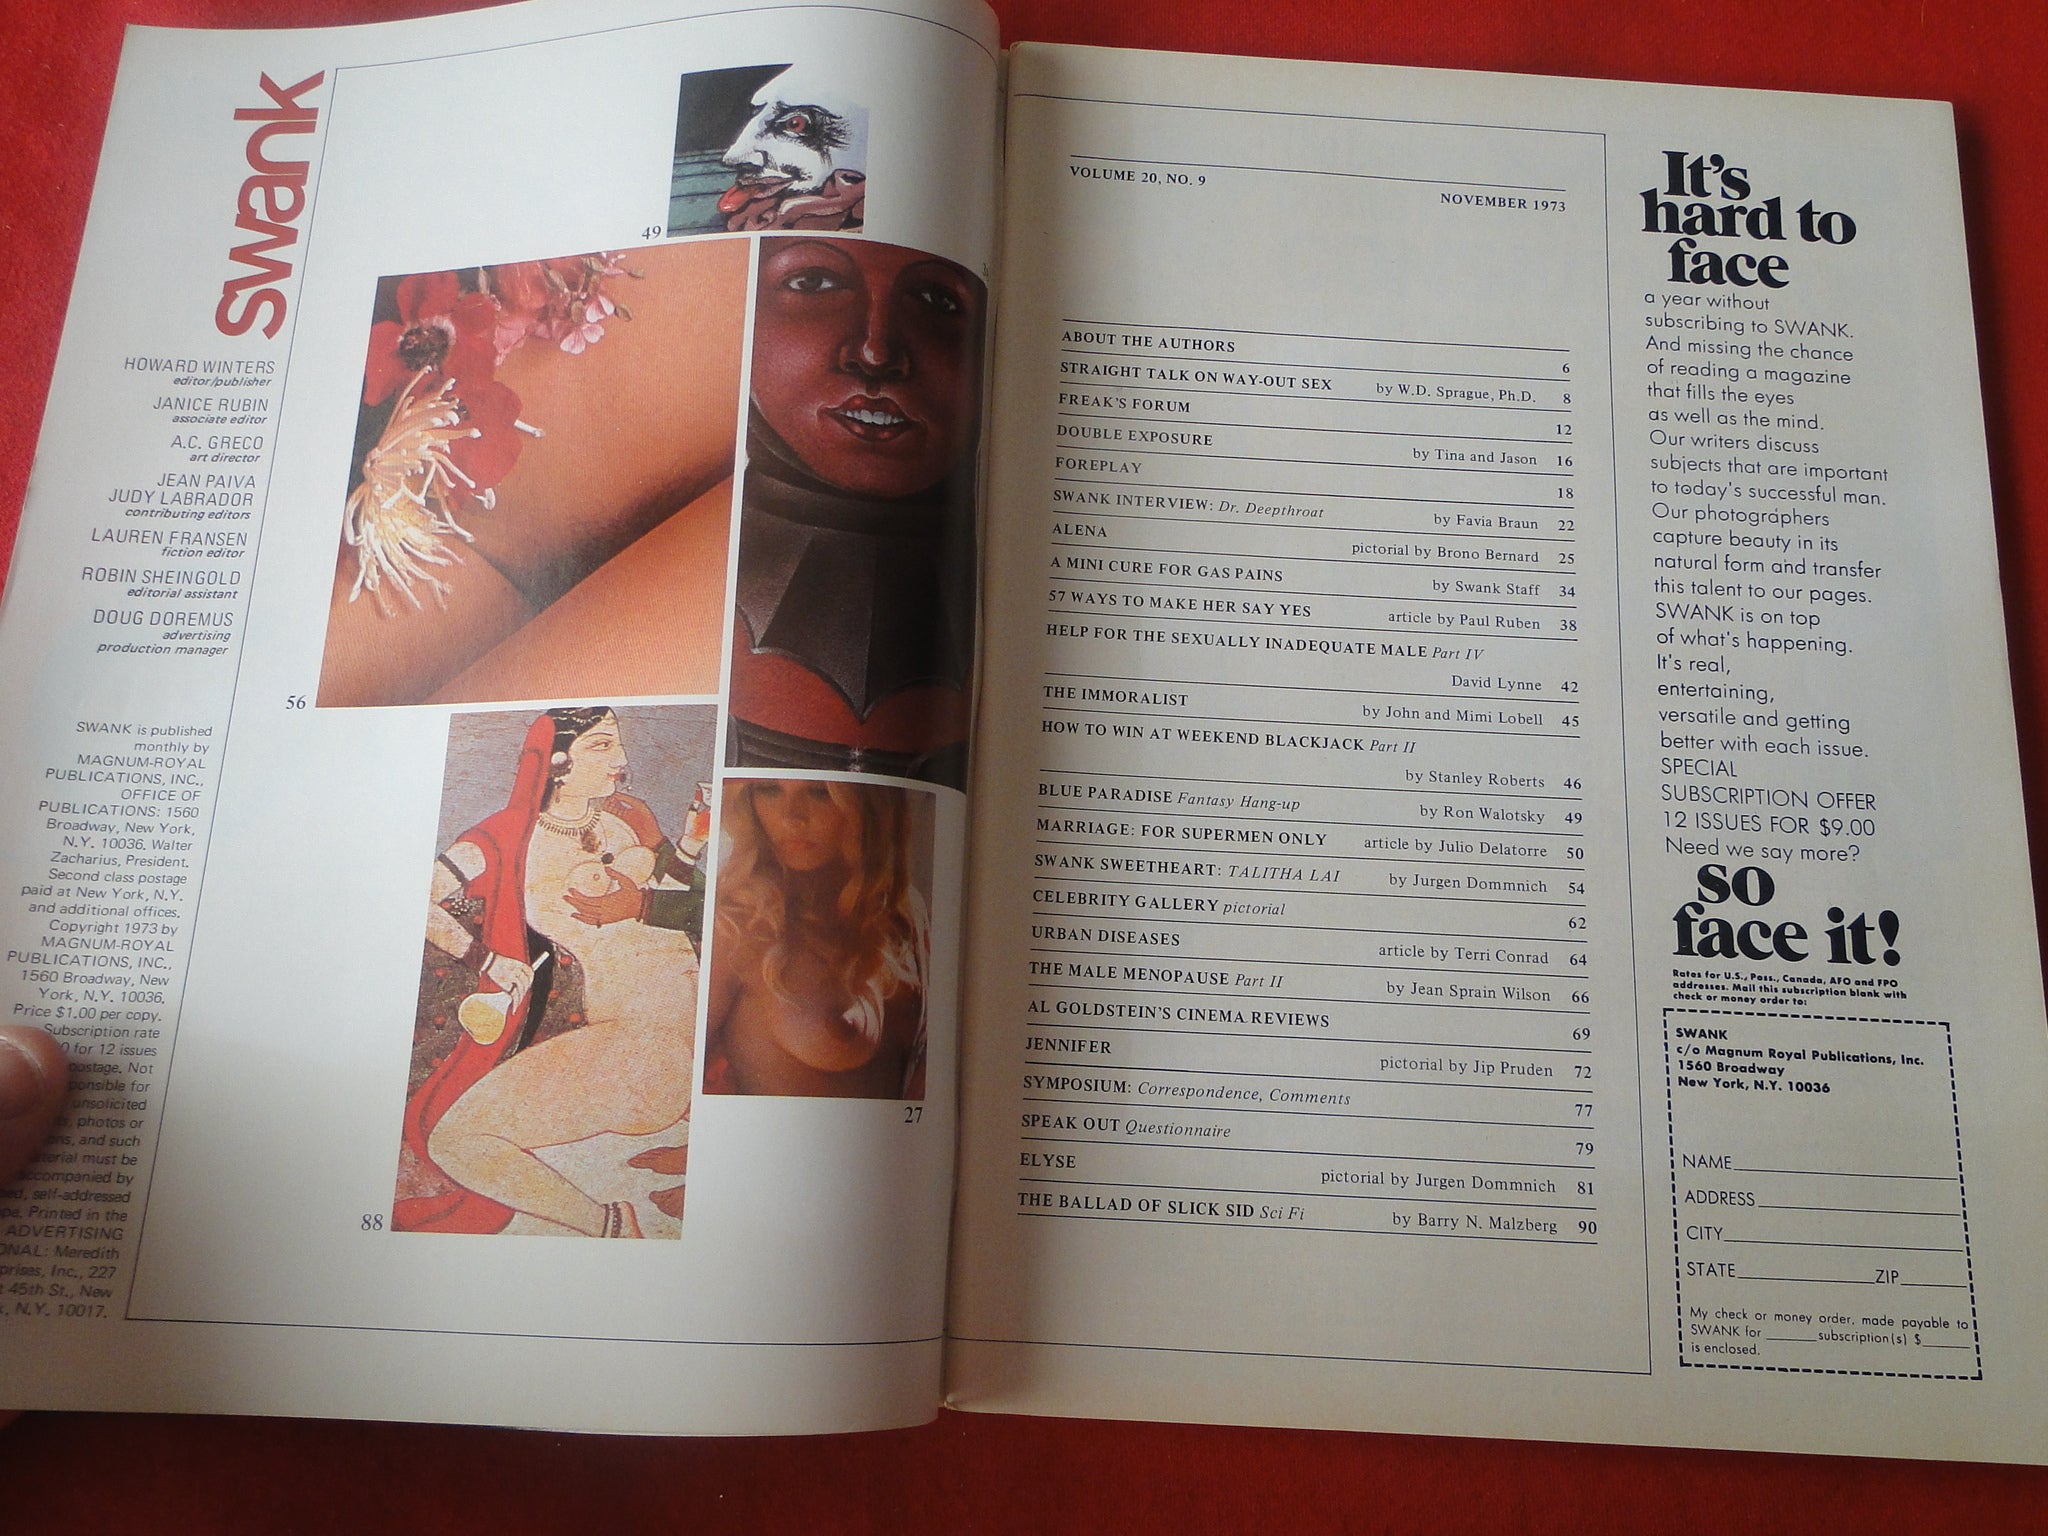 swank
HOWARD WINTERS
editor/publisher
JANICE RUBIN
associate editor
A.C. GRECO
art director
JEAN PAIVA
JUDY LABRADOR
contributing editors
LAUREN FRANSEN
fiction editor
ROBIN SHEINGOLD
editorial assistant
DOUG DOREMUS
advertising
production manager
SWANK is published
monthly by
MAGNUM-ROYAL
PUBLICATIONS, INC.,
OFFICE OF
PUBLICATIONS: 1560
Broadway, New York,
N.Y. 10036. Walter
Zacharius, President.
Second class postage
paid at New York, N.Y.
and additional offices.
Copyright 1973 by
MAGNUM-ROYAL
PUBLICATIONS, INC.,
1560 Broadway, New
York, N.Y. 10036.
Price $1.00 per copy.
Subscription rate
for 12 issues
postage. Not
for
unsolicited
photos or
and such
must be
accompanied by
self-addressed
Printed in the
ADVERTISING
Meredith
Inc., 227
45th St., New
N.Y. 10017.
49
56
88
27
VOLUME 20, NO. 9
NOVEMBER 1973
ABOUT THE AUTHORS 6
STRAIGHT TALK ON WAY-OUT SEX by W.D. Sprague, Ph.D. 8
FREAK'S FORUM 12
DOUBLE EXPOSURE by Tina and Jason 16
FOREPLAY 18
SWANK INTERVIEW: Dr. Deepthroat by Favia Braun 22
ALENA pictorial by Brono Bernard 25
A MINI CURE FOR GAS PAINS by Swank Staff 34
57 WAYS TO MAKE HER SAY YES article by Paul Ruben 38
HELP FOR THE SEXUALLY INADEQUATE MALE Part IV
David Lynne 42
THE IMMORALIST by John and Mimi Lobell 45
HOW TO WIN AT WEEKEND BLACKJACK Part II
by Stanley Roberts 46
BLUE PARADISE Fantasy Hang-up by Ron Walotsky 49
MARRIAGE: FOR SUPERMEN ONLY article by Julio Delatorre 50
SWANK SWEETHEART: TALITHA LAI by Jurgen Dommnich 54
CELEBRITY GALLERY pictorial 62
URBAN DISEASES article by Terri Conrad 64
THE MALE MENOPAUSE Part II by Jean Sprain Wilson 66
AL GOLDSTEIN'S CINEMA REVIEWS 69
JENNIFER pictorial by Jip Pruden 72
SYMPOSIUM: Correspondence, Comments 77
SPEAK OUT Questionnaire 79
ELYSE pictorial by Jurgen Dommnich 81
THE BALLAD OF SLICK SID Sci Fi by Barry N. Malzberg 90
It's
hard to
face
a year without
subscribing to SWANK.
And missing the chance
of reading a magazine
that fills the eyes
as well as the mind.
Our writers discuss
subjects that are important
to today's successful man.
Our photographers
capture beauty in its
natural form and transfer
this talent to our pages.
SWANK is on top
of what's happening.
It's real,
entertaining,
versatile and getting
better with each issue.
SPECIAL
SUBSCRIPTION OFFER
12 ISSUES FOR $9.00
Need we say more?
so
face it!
Rates for U.S., Poss., Canada, AFO and FPO
addresses. Mail this subscription blank with
check or money order to:
SWANK
c/o Magnum Royal Publications, Inc.
1560 Broadway
New York, N.Y. 10036
NAME
ADDRESS
CITY
STATE ZIP
My check or money order, made payable to
SWANK for ______subscription(s) $______
is enclosed.